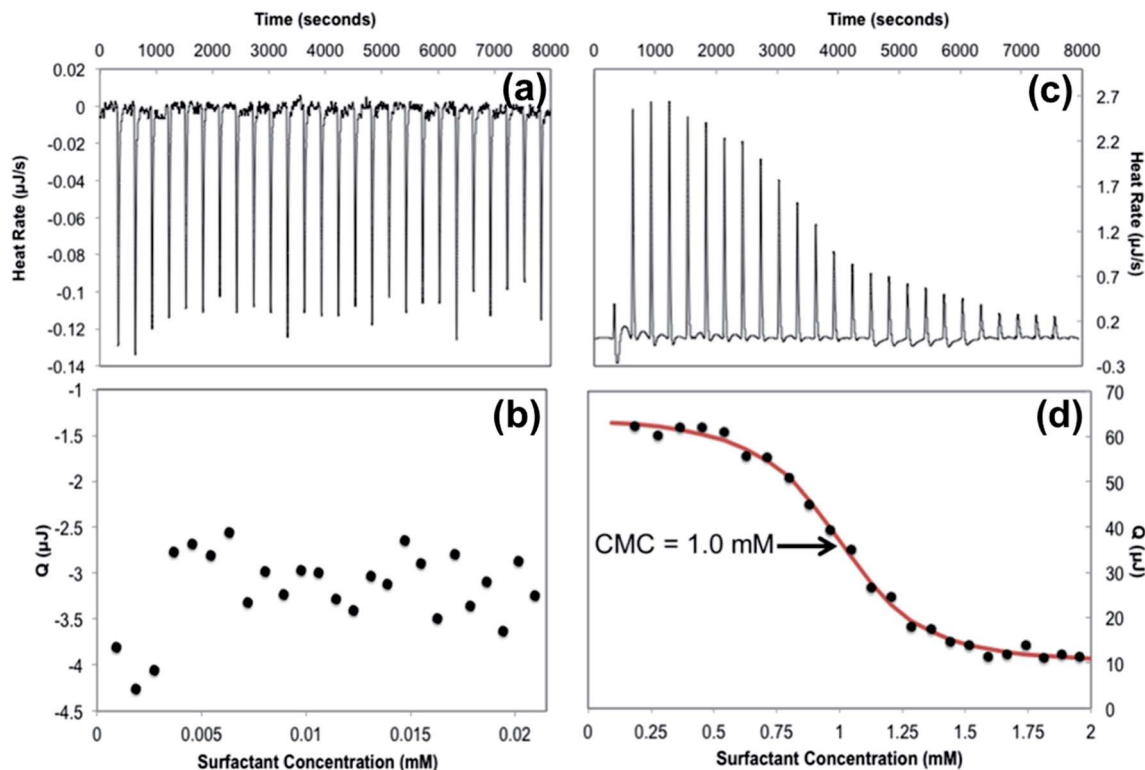 Time (seconds)
0 1000 2000 3000 4000 5000 6000 7000 8000
(a)
0.02
0
-0.02
-0.04
-0.06
-0.08
-0.1
-0.12
-0.14
Heat Rate (µJ/s)
Time (seconds)
0 1000 2000 3000 4000 5000 6000 7000 8000
(c)
2.7
2.2
1.7
1.2
0.7
0.2
-0.3
Heat Rate (µJ/s)
(b)
-1
-1.5
-2
-2.5
-3
-3.5
-4
-4.5
Q (µJ)
0 0.005 0.01 0.015 0.02
Surfactant Concentration (mM)
(d)
70
60
50
40
30
20
10
0
Q (µJ)
CMC = 1.0 mM
0 0.25 0.5 0.75 1 1.25 1.5 1.75 2
Surfactant Concentration (mM)